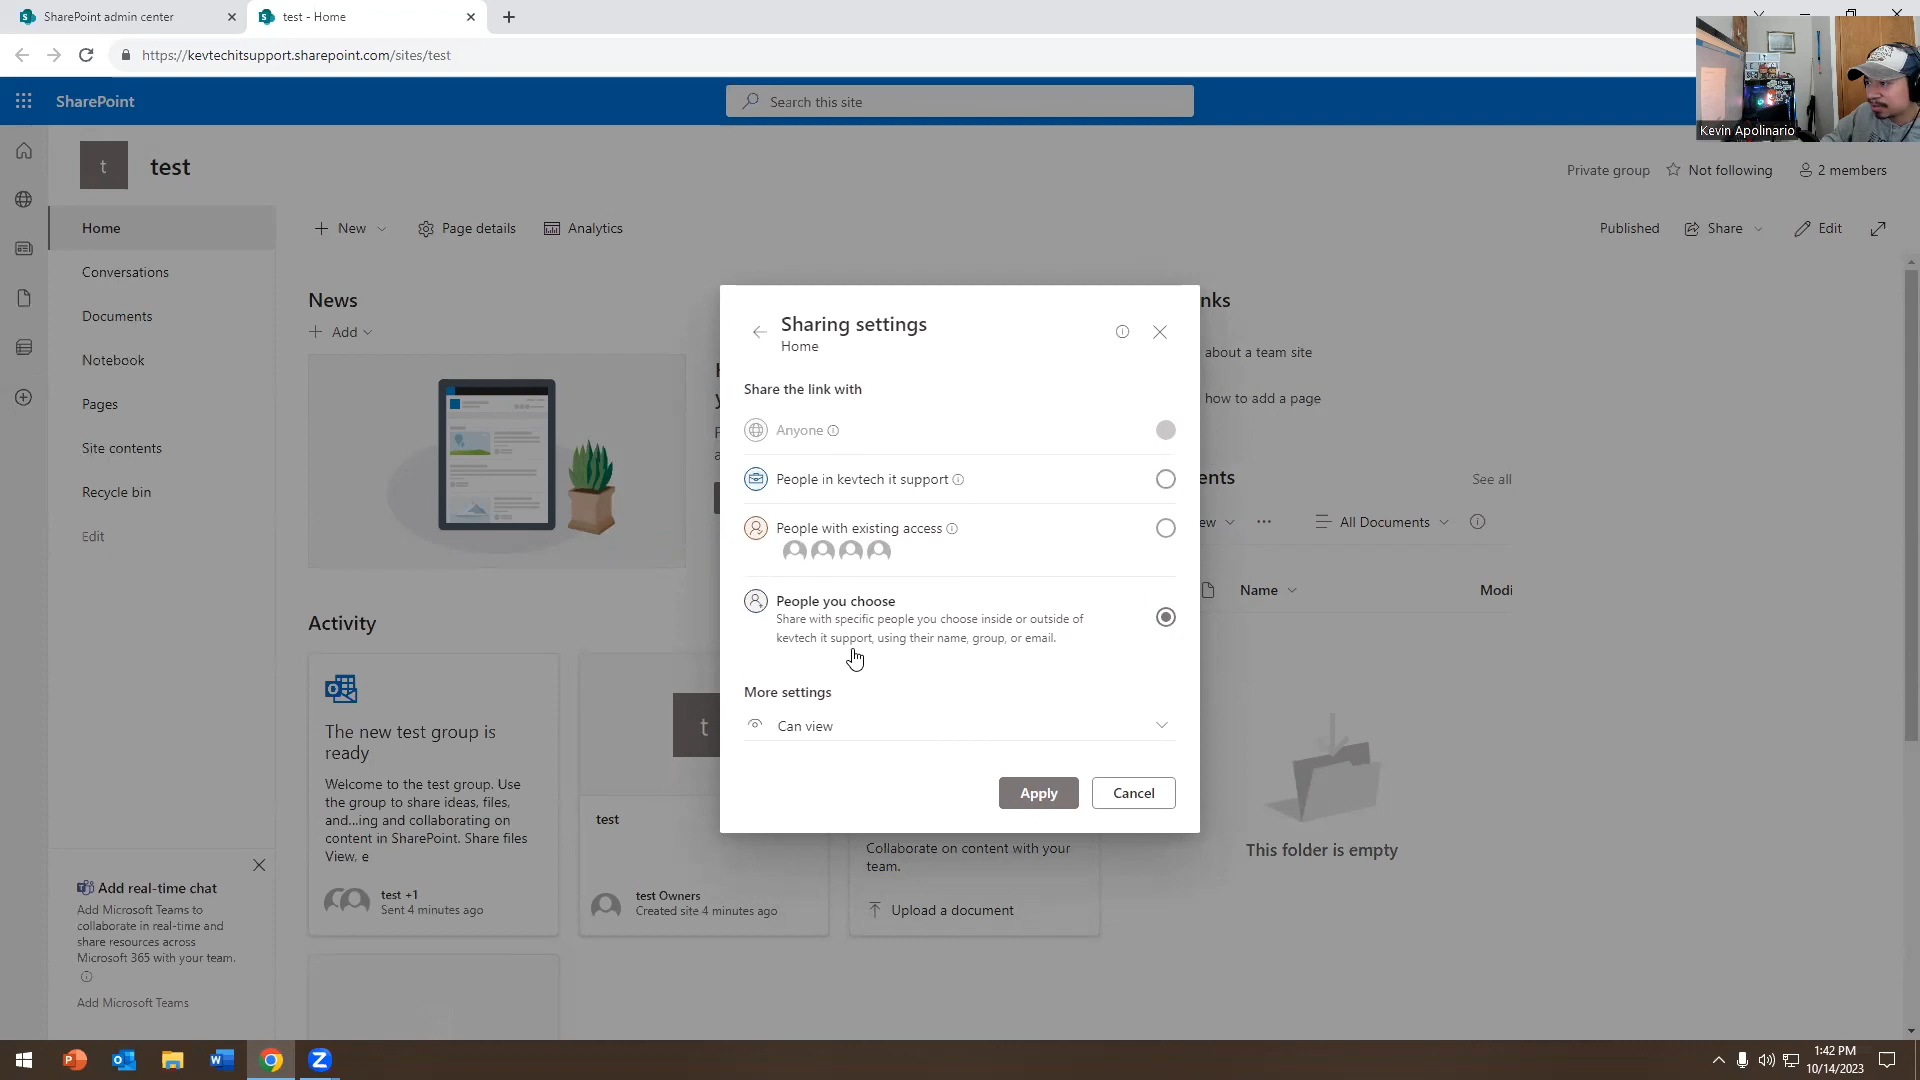 SharePoint admin center
test - Home
https://kevtechitsupport.sharepoint.com/sites/test
SharePoint
Search this site
Kevin Apolinario
t
test
Private group
Not following
2 members
Home
Conversations
Documents
Notebook
Pages
Site contents
Recycle bin
Edit
New
Page details
Analytics
Published
Share
Edit
News
Add
nks
about a team site
how to add a page
ents
See all
ew
All Documents
Name
Modi
This folder is empty
Sharing settings
Home
Share the link with
Anyone
People in kevtech it support
People with existing access
People you choose
Share with specific people you choose inside or outside of
kevtech it support, using their name, group, or email.
More settings
Can view
Apply
Cancel
Activity
The new test group is
ready
Welcome to the test group. Use
the group to share ideas, files,
and...ing and collaborating on
content in SharePoint. Share files
View, e
test +1
Sent 4 minutes ago
t
test
test Owners
Created site 4 minutes ago
Collaborate on content with your
team.
Upload a document
Add real-time chat
Add Microsoft Teams to
collaborate in real-time and
share resources across
Microsoft 365 with your team.
Add Microsoft Teams
1:42 PM
10/14/2023